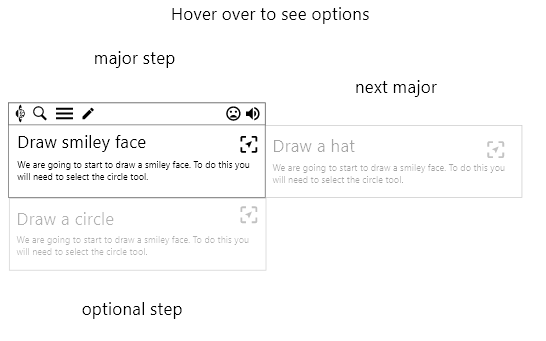 Hover over to see options
major step
next major
Draw smiley face
We are going to start to draw a smiley face. To do this you
will need to select the circle tool.
Draw a hat
We are going to start to draw a smiley face. To do this you
will need to select the circle tool.
Draw a circle
We are going to start to draw a smiley face. To do this you
will need to select the circle tool.
optional step